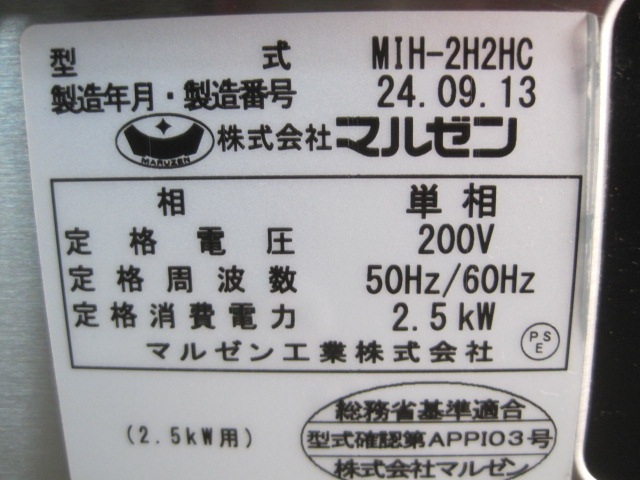 型式 MIH-2H2HC
製造年月・製造番号 24.09.13
MARUZEN 株式会社マルゼン
相 単相
定格電圧 200V
定格周波数 50Hz/60Hz
定格消費電力 2.5kW
マルゼン工業株式会社 PSE
(2.5kW用)
総務省基準適合
型式確認第APPI03号
株式会社マルゼン